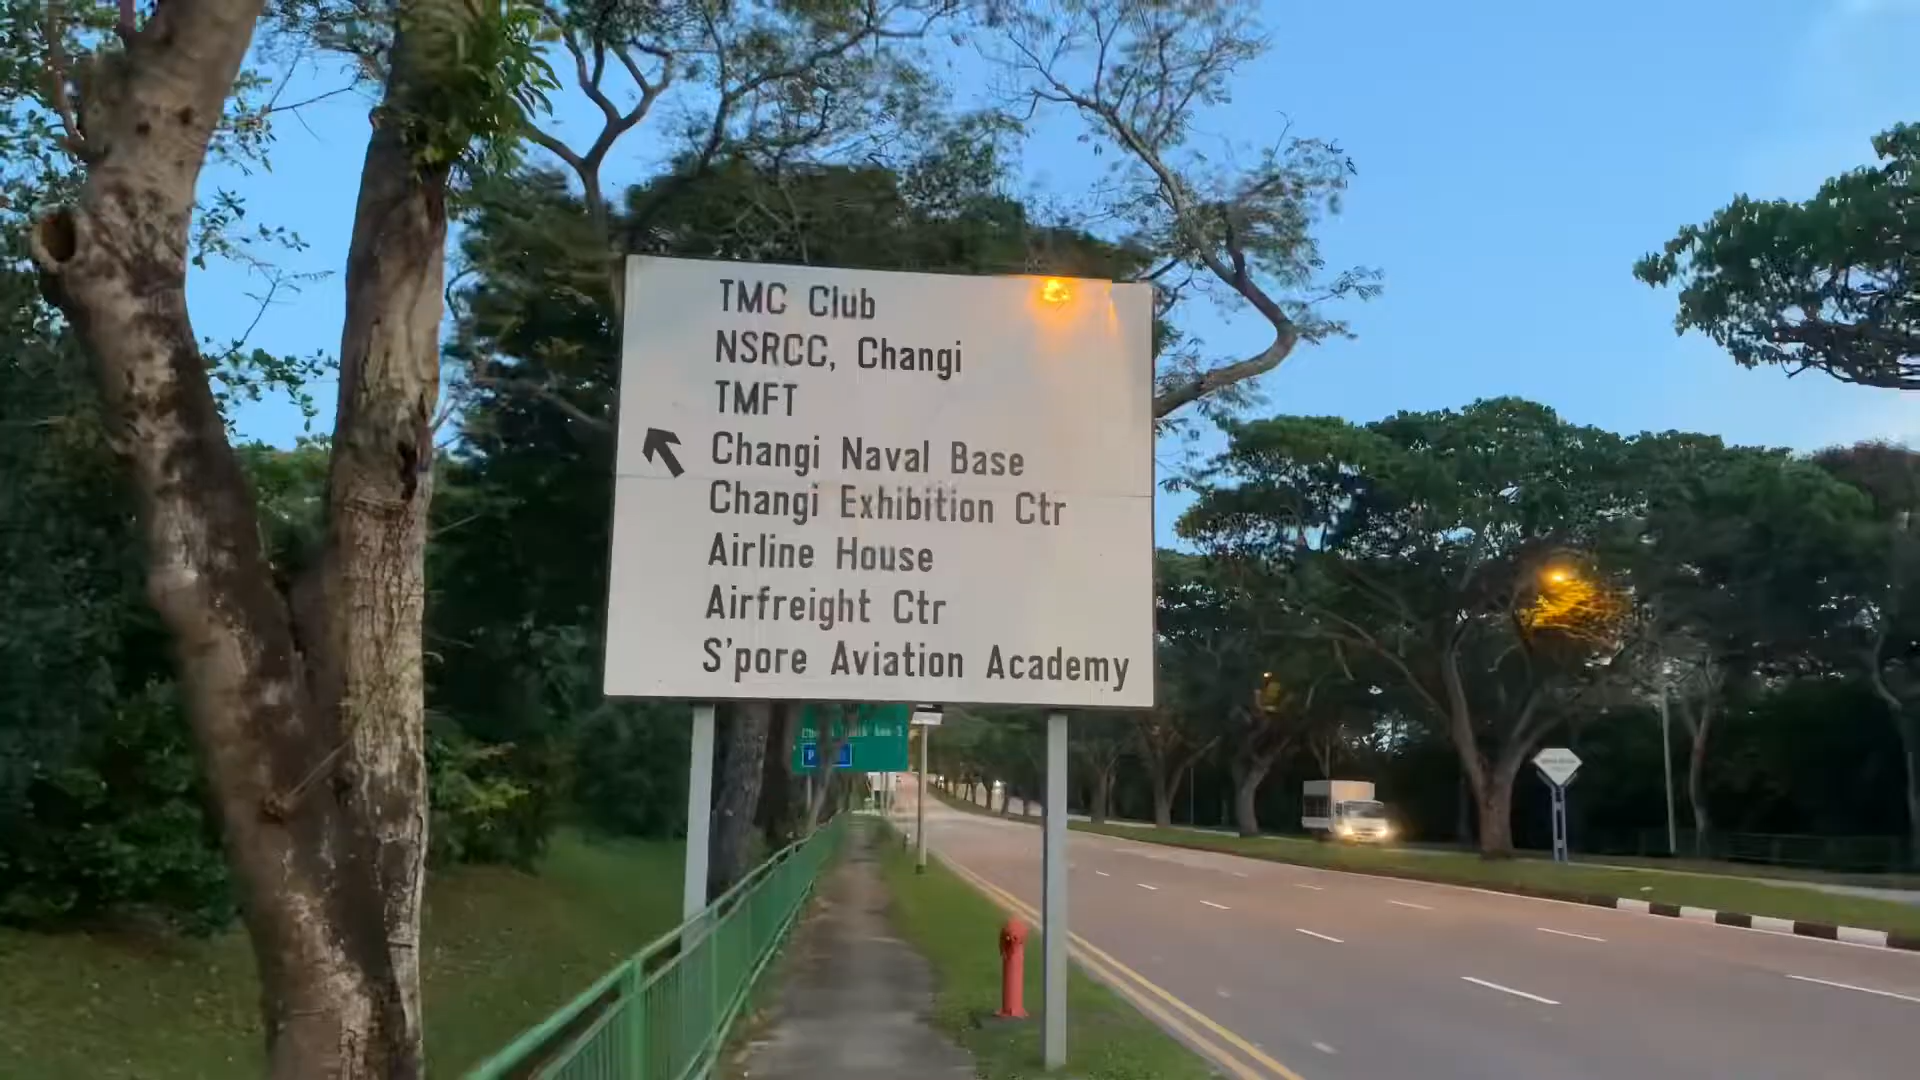 TMC Club
NSRCC, Changi
TMFT
Changi Naval Base
Changi Exhibition Ctr
Airline House
Airfreight Ctr
S'pore Aviation Academy